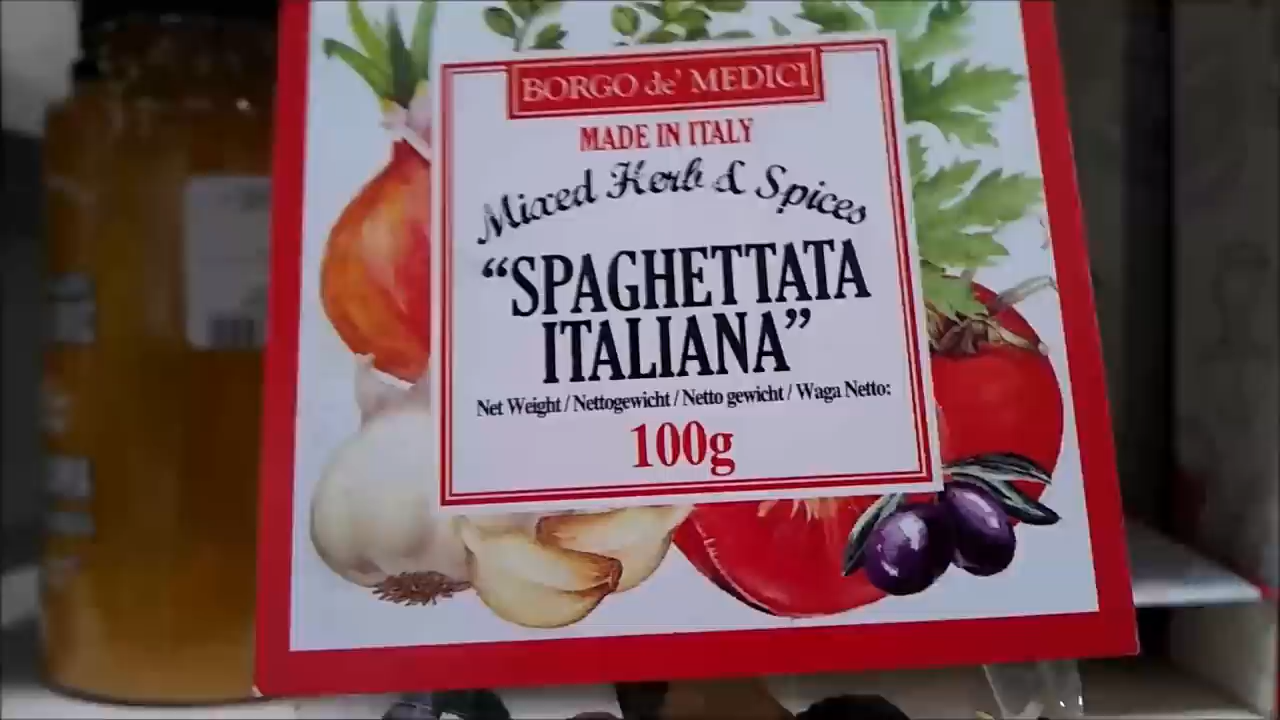 BORGO de' MEDICI
MADE IN ITALY
Mixed Herb & Spices
“SPAGHETTATA
ITALIANA”
Net Weight / Nettogewicht / Netto gewicht / Waga Netto:
100g